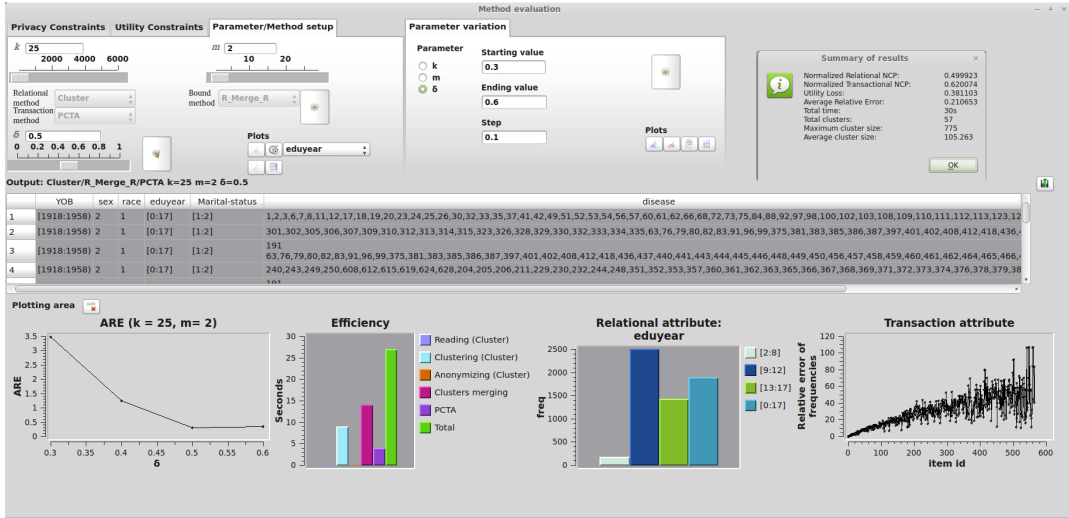 Method evaluation
Privacy Constraints Utility Constraints Parameter/Method setup
k 25
2000 4000 6000
m 2
10 20
Relational method Cluster
Transaction method PCTA
Bound method R_Merge_R
δ 0.5
0 0.2 0.4 0.6 0.8 1
Plots
eduyear
Parameter variation
Parameter
k
m
δ
Starting value
0.3
Ending value
0.6
Step
0.1
Plots
Summary of results
Normalized Relational NCP: 0.499923
Normalized Transactional NCP: 0.620074
Utility Loss: 0.381103
Average Relative Error: 0.210653
Total time: 30s
Total clusters: 57
Maximum cluster size: 775
Average cluster size: 105.263
OK
Output: Cluster/R_Merge_R/PCTA k=25 m=2 δ=0.5
YOB sex race eduyear Marital-status disease
1 [1918:1958) 2 1 [0:17] [1:2] 1,2,3,6,7,8,11,12,17,18,19,20,23,24,25,26,30,32,33,35,37,41,42,49,51,52,53,54,56,57,60,61,62,66,68,72,73,75,84,88,92,97,98,100,102,103,108,109,110,111,112,113,123,12
2 [1918:1958) 2 1 [0:17] [1:2] 301,302,305,306,307,309,310,312,313,314,315,323,326,328,329,330,332,333,334,335,63,76,79,80,82,83,91,96,99,375,381,383,385,386,387,397,401,402,408,412,418,436,4
191
3 [1918:1958) 2 1 [0:17] [1:2]
63,76,79,80,82,83,91,96,99,375,381,383,385,386,387,397,401,402,408,412,418,436,437,440,441,443,444,445,446,448,449,450,456,457,458,459,460,461,462,464,465,466,4
4 [1918:1958) 2 1 [0:17] [1:2] 240,243,249,250,608,612,615,619,624,628,204,205,206,211,229,230,232,244,248,351,352,353,357,360,361,362,363,365,366,367,368,369,371,372,373,374,376,378,379,38
191
Plotting area
ARE (k = 25, m= 2)
3.5
3
2.5
2
1.5
1
0.5
0
ARE
0.3 0.35 0.4 0.45 0.5 0.55 0.6
δ
Efficiency
30
25
20
15
10
5
0
Seconds
Reading (Cluster)
Clustering (Cluster)
Anonymizing (Cluster)
Clusters merging
PCTA
Total
Relational attribute:
eduyear
2500
2000
1500
1000
500
0
freq
[2:8]
[9:12]
[13:17]
[0:17]
Transaction attribute
120
100
80
60
40
20
0
Relative error of
frequencies
0 100 200 300 400 500 600
item id